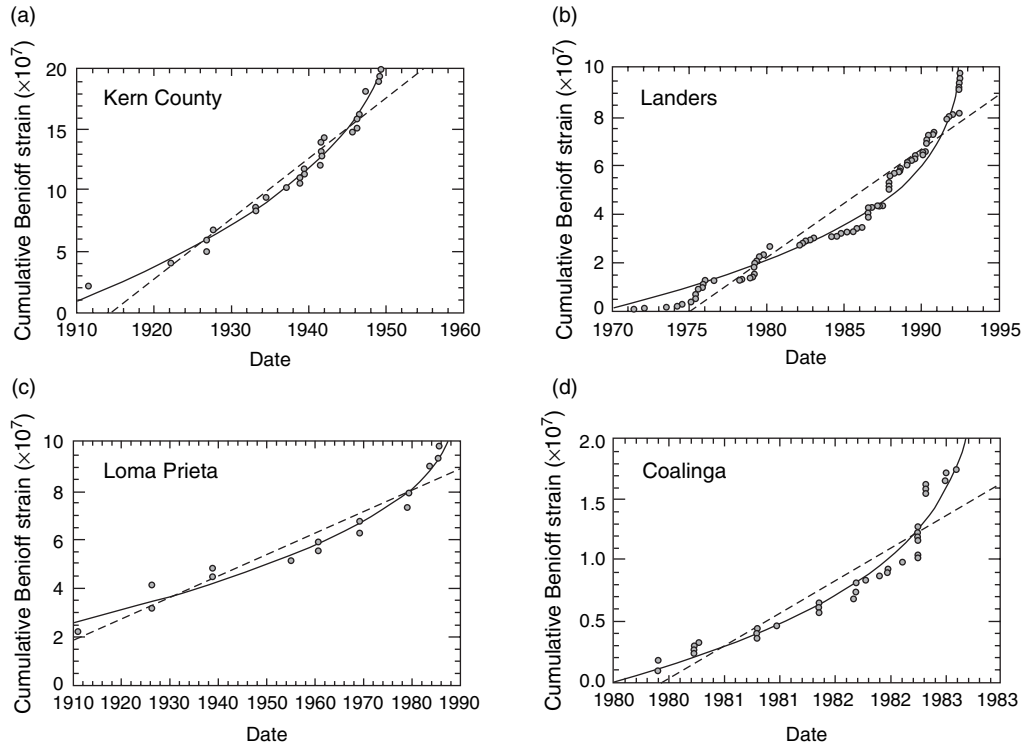 (a)
Cumulative Benioff strain (×10⁷)
20
15
10
5
0
Kern County
1910 1920 1930 1940 1950 1960
Date
(b)
Cumulative Benioff strain (×10⁷)
10
8
6
4
2
0
Landers
1970 1975 1980 1985 1990 1995
Date
(c)
Cumulative Benioff strain (×10⁷)
10
8
6
4
2
0
Loma Prieta
1910 1920 1930 1940 1950 1960 1970 1980 1990
Date
(d)
Cumulative Benioff strain (×10⁷)
2.0
1.5
1.0
0.5
0.0
Coalinga
1980 1980 1981 1981 1982 1982 1983 1983
Date